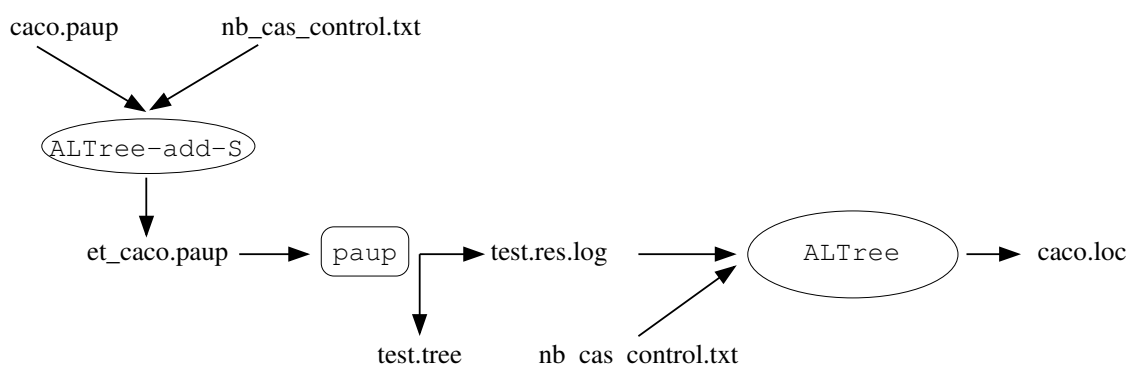 caco.paup nb_cas_control.txt
ALTree-add-S
et_caco.paup paup test.res.log ALTree caco.loc
test.tree nb cas control.txt